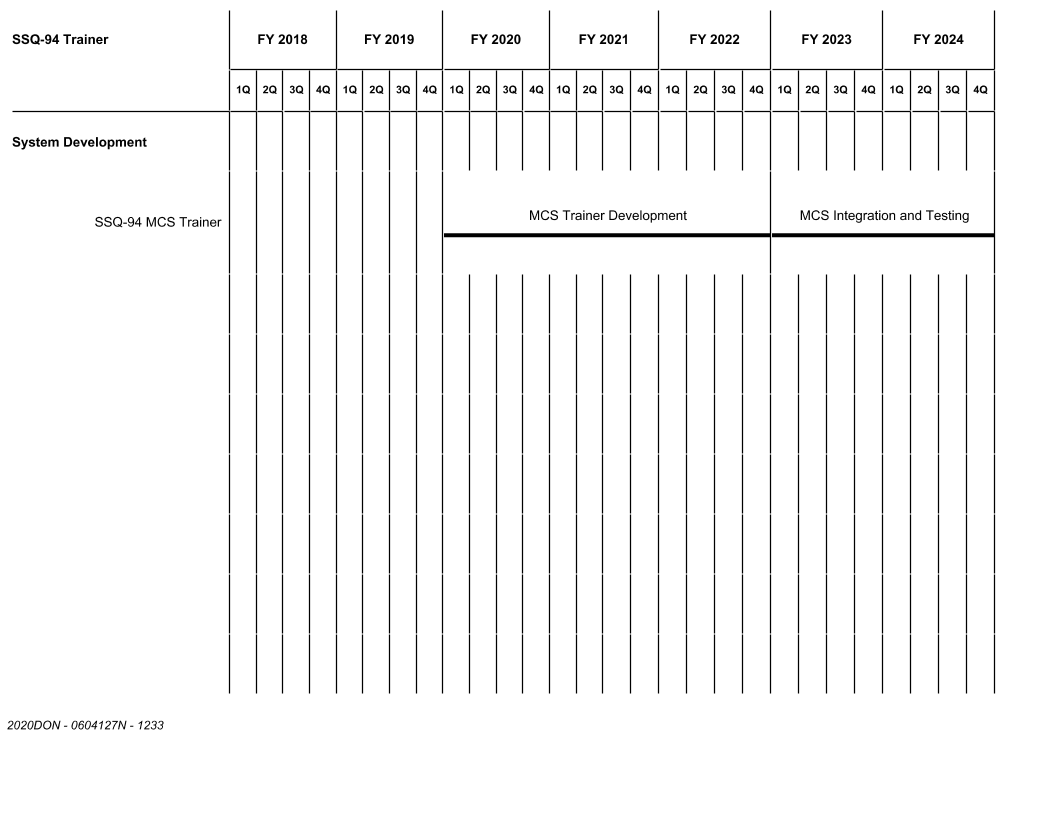 SSQ-94 Trainer FY 2018 FY 2019 FY 2020 FY 2021 FY 2022 FY 2023 FY 2024
1Q 2Q 3Q 4Q 1Q 2Q 3Q 4Q 1Q 2Q 3Q 4Q 1Q 2Q 3Q 4Q 1Q 2Q 3Q 4Q 1Q 2Q 3Q 4Q 1Q 2Q 3Q 4Q
System Development
SSQ-94 MCS Trainer MCS Trainer Development MCS Integration and Testing
2020DON - 0604127N - 1233